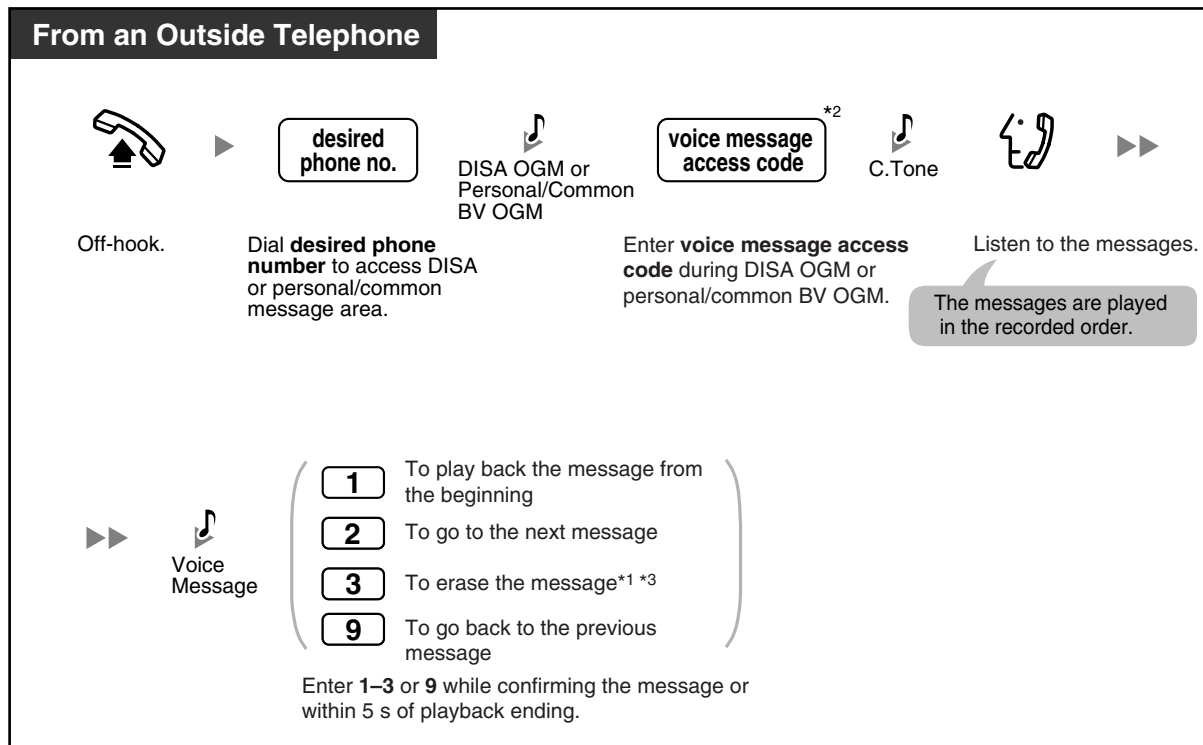 From an Outside Telephone
desired
phone no.
DISA OGM or
Personal/Common
BV OGM
voice message
access code
*2
C.Tone
Off-hook.
Dial desired phone
number to access DISA
or personal/common
message area.
Enter voice message access
code during DISA OGM or
personal/common BV OGM.
Listen to the messages.
The messages are played
in the recorded order.
Voice
Message
1 To play back the message from
the beginning
2 To go to the next message
3 To erase the message*1 *3
9 To go back to the previous
message
Enter 1–3 or 9 while confirming the message or
within 5 s of playback ending.